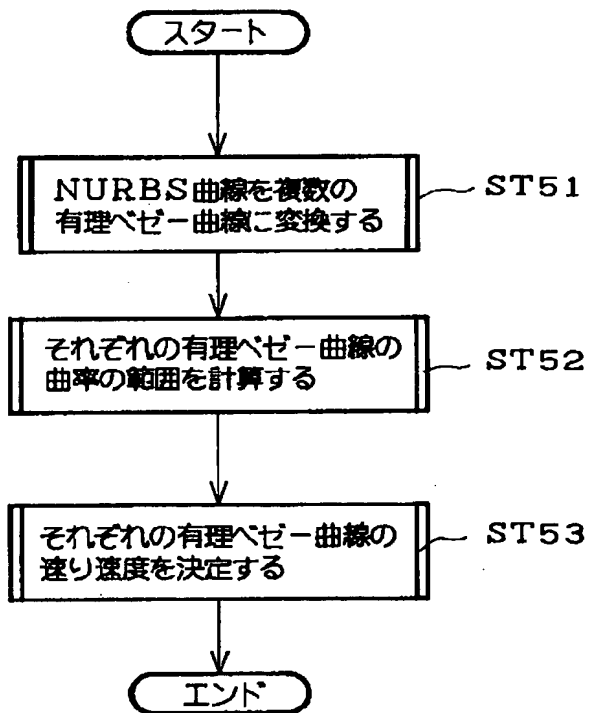 スタート
NURBS曲線を複数の
有理ベゼー曲線に変換する
ST51
それぞれの有理ベゼー曲線の
曲率の範囲を計算する
ST52
それぞれの有理ベゼー曲線の
速り速度を決定する
ST53
エンド